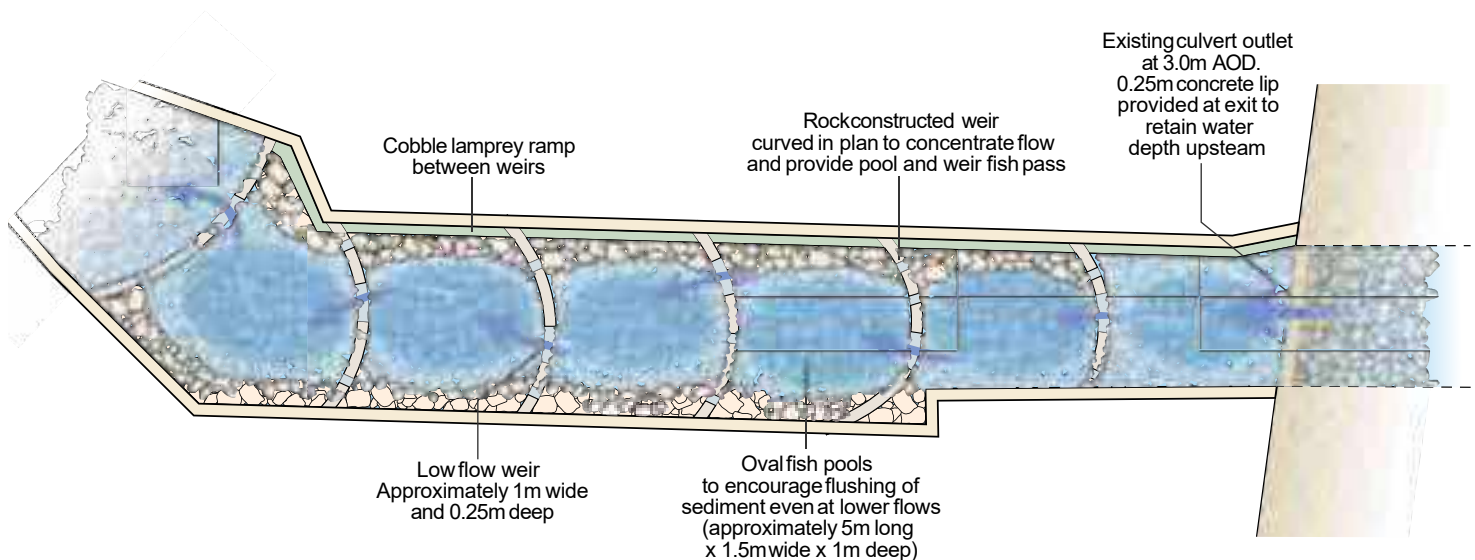 Existing culvert outlet
at 3.0m AOD.
0.25m concrete lip
provided at exit to
retain water
depth upsteam
Rock constructed weir
curved in plan to concentrate flow
and provide pool and weir fish pass
Cobble lamprey ramp
between weirs
Low flow weir
Approximately 1m wide
and 0.25m deep
Oval fish pools
to encourage flushing of
sediment even at lower flows
(approximately 5m long
x 1.5m wide x 1m deep)